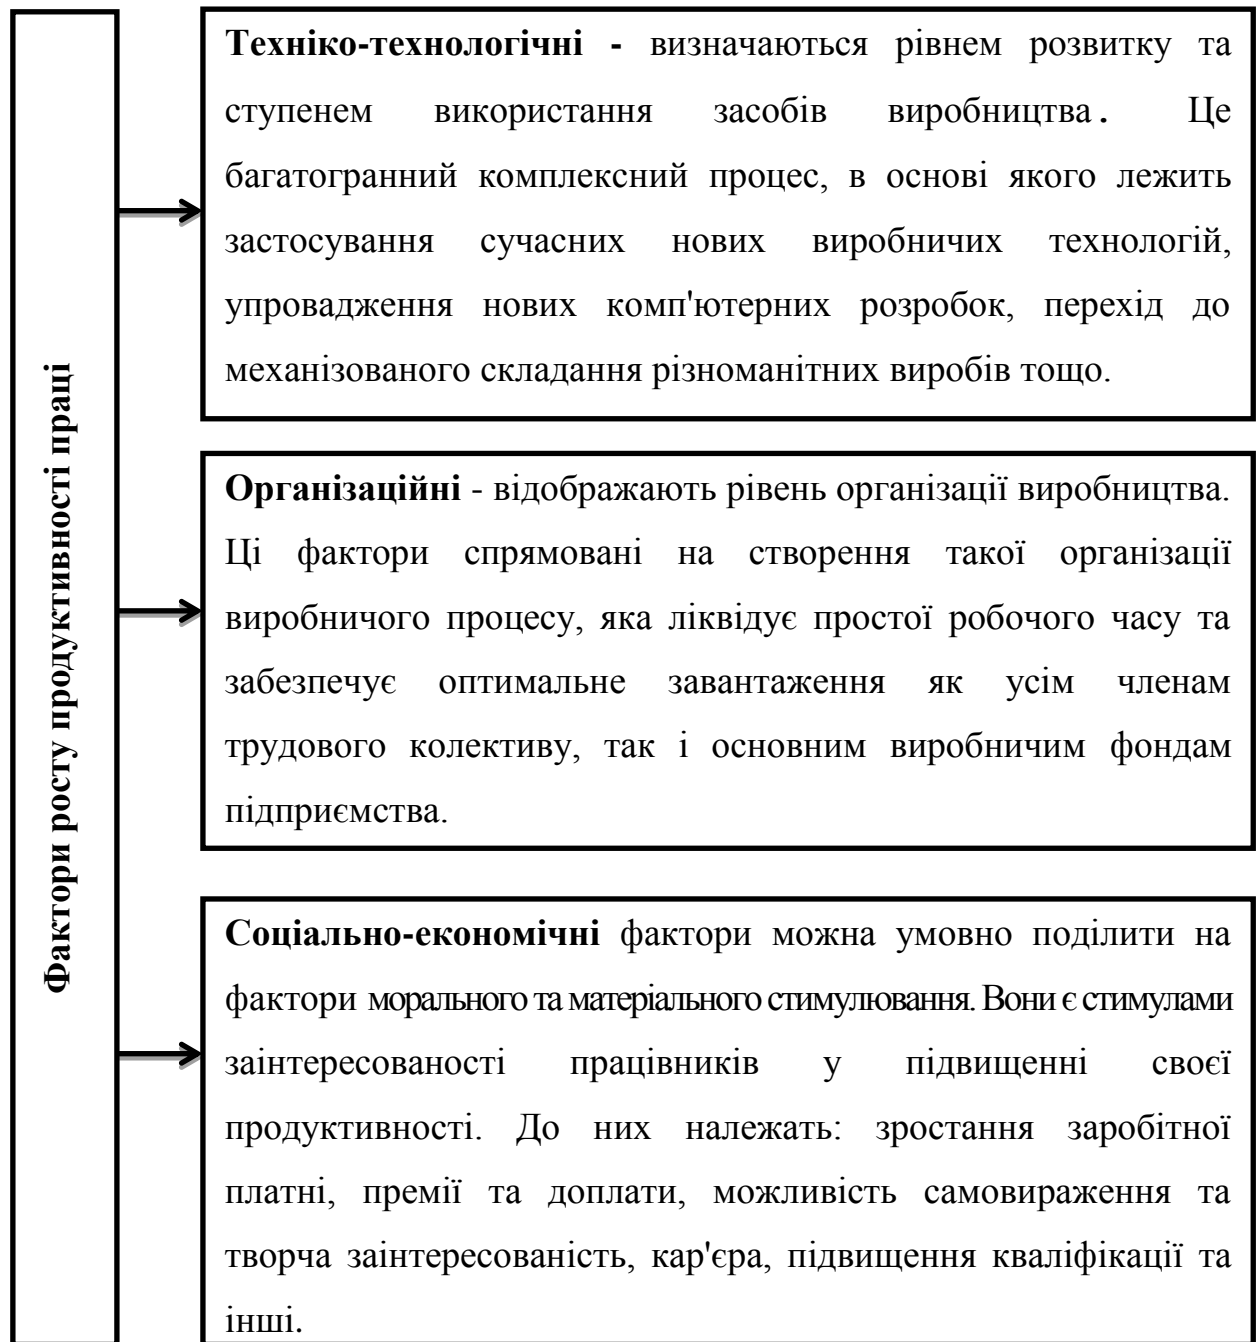 Фактори росту продуктивності праці
Техніко-технологічні - визначаються рівнем розвитку та
ступенем використання засобів виробництва. Це
багатогранний комплексний процес, в основі якого лежить
застосування сучасних нових виробничих технологій,
упровадження нових комп'ютерних розробок, перехід до
механізованого складання різноманітних виробів тощо.
Організаційні - відображають рівень організації виробництва.
Ці фактори спрямовані на створення такої організації
виробничого процесу, яка ліквідує простої робочого часу та
забезпечує оптимальне завантаження як усім членам
трудового колективу, так і основним виробничим фондам
підприємства.
Соціально-економічні фактори можна умовно поділити на
фактори морального та матеріального стимулювання. Вони є стимулами
заінтересованості працівників у підвищенні своєї
продуктивності. До них належать: зростання заробітної
платні, премії та доплати, можливість самовираження та
творча заінтересованість, кар'єра, підвищення кваліфікації та
інші.